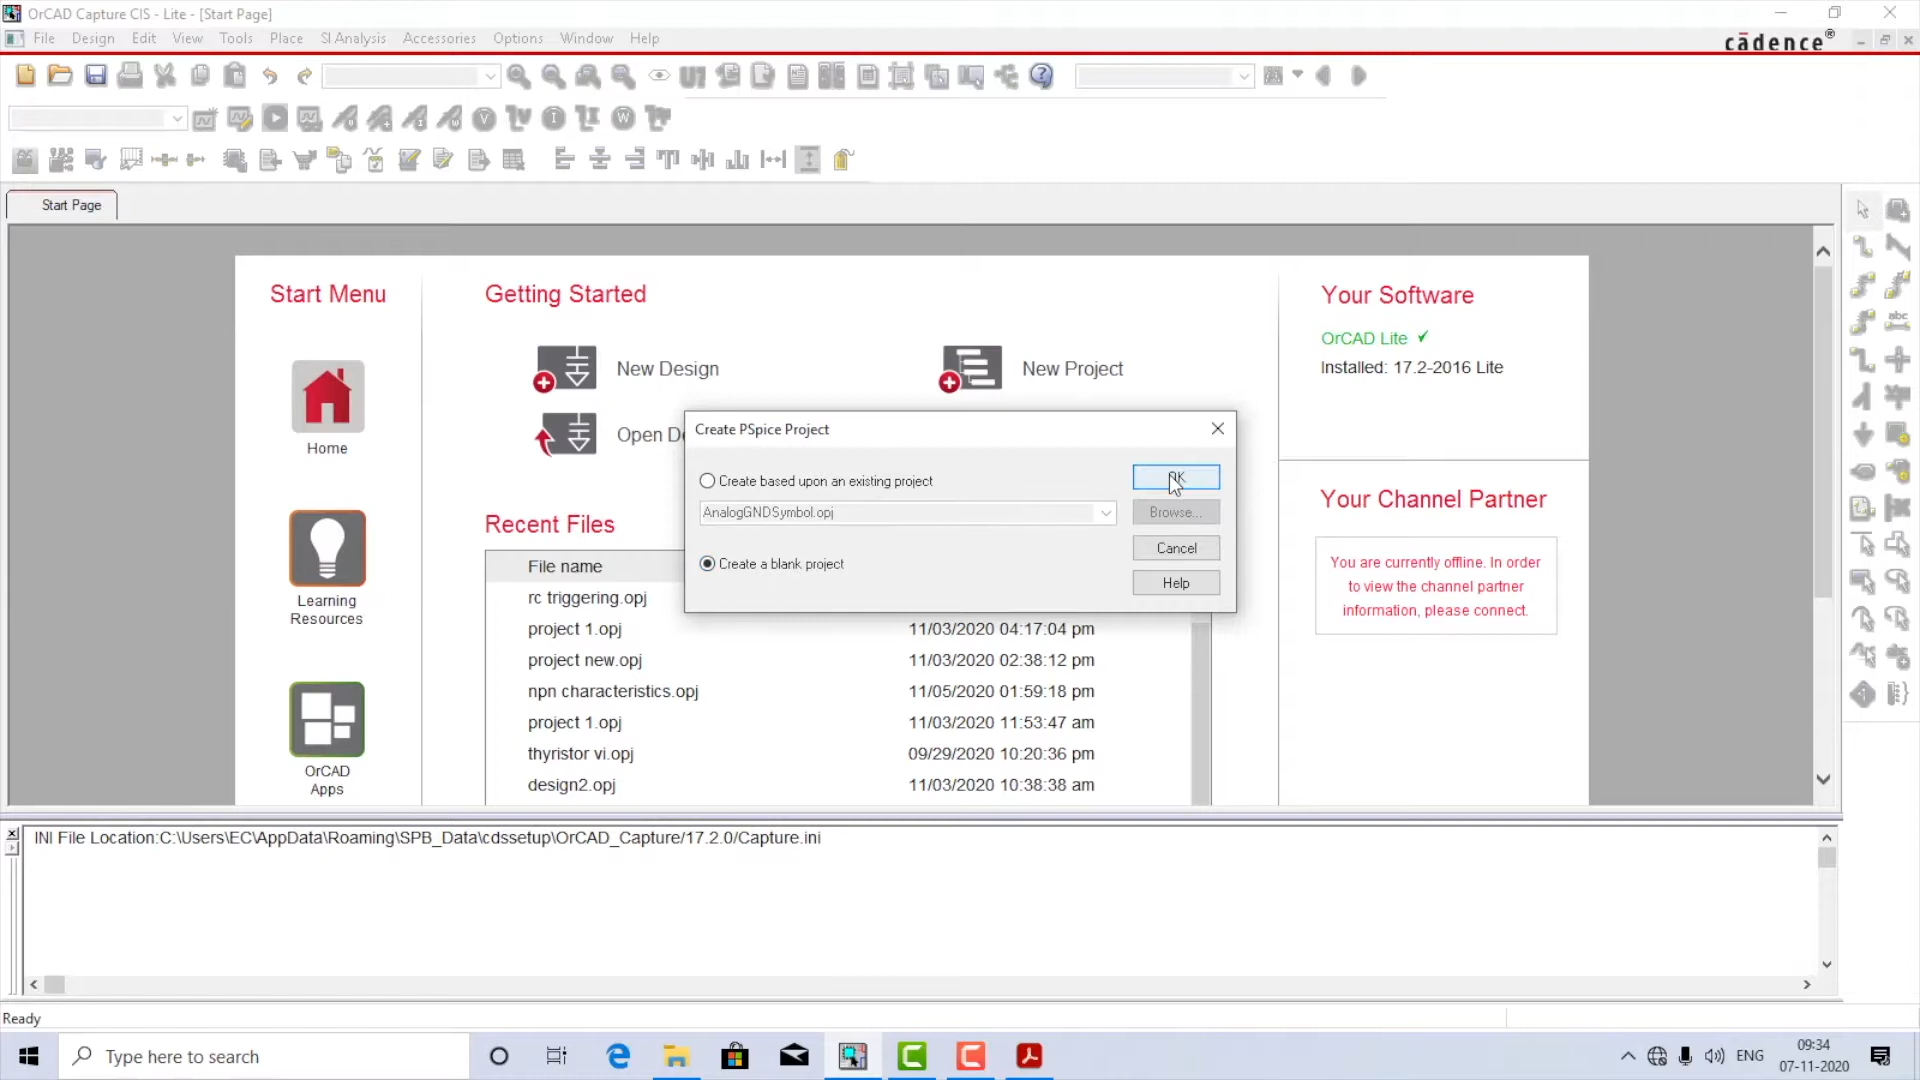 OrCAD Capture CIS - Lite - [Start Page]
File Design Edit View Tools Place SI Analysis Accessories Options Window Help
cādence®
Start Page
Start Menu
Home
Learning
Resources
OrCAD
Apps
Getting Started
New Design
New Project
Open De
Recent Files
File name
rc triggering.opj
project 1.opj 11/03/2020 04:17:04 pm
project new.opj 11/03/2020 02:38:12 pm
npn characteristics.opj 11/05/2020 01:59:18 pm
project 1.opj 11/03/2020 11:53:47 am
thyristor vi.opj 09/29/2020 10:20:36 pm
design2.opj 11/03/2020 10:38:38 am
Create PSpice Project
Create based upon an existing project
AnalogGNDSymbol.opj
Create a blank project
OK
Browse...
Cancel
Help
Your Software
OrCAD Lite ✓
Installed: 17.2-2016 Lite
Your Channel Partner
You are currently offline. In order
to view the channel partner
information, please connect.
INI File Location:C:\Users\EC\AppData\Roaming\SPB_Data\cdssetup\OrCAD_Capture/17.2.0/Capture.ini
Ready
Type here to search
ENG
09:34
07-11-2020